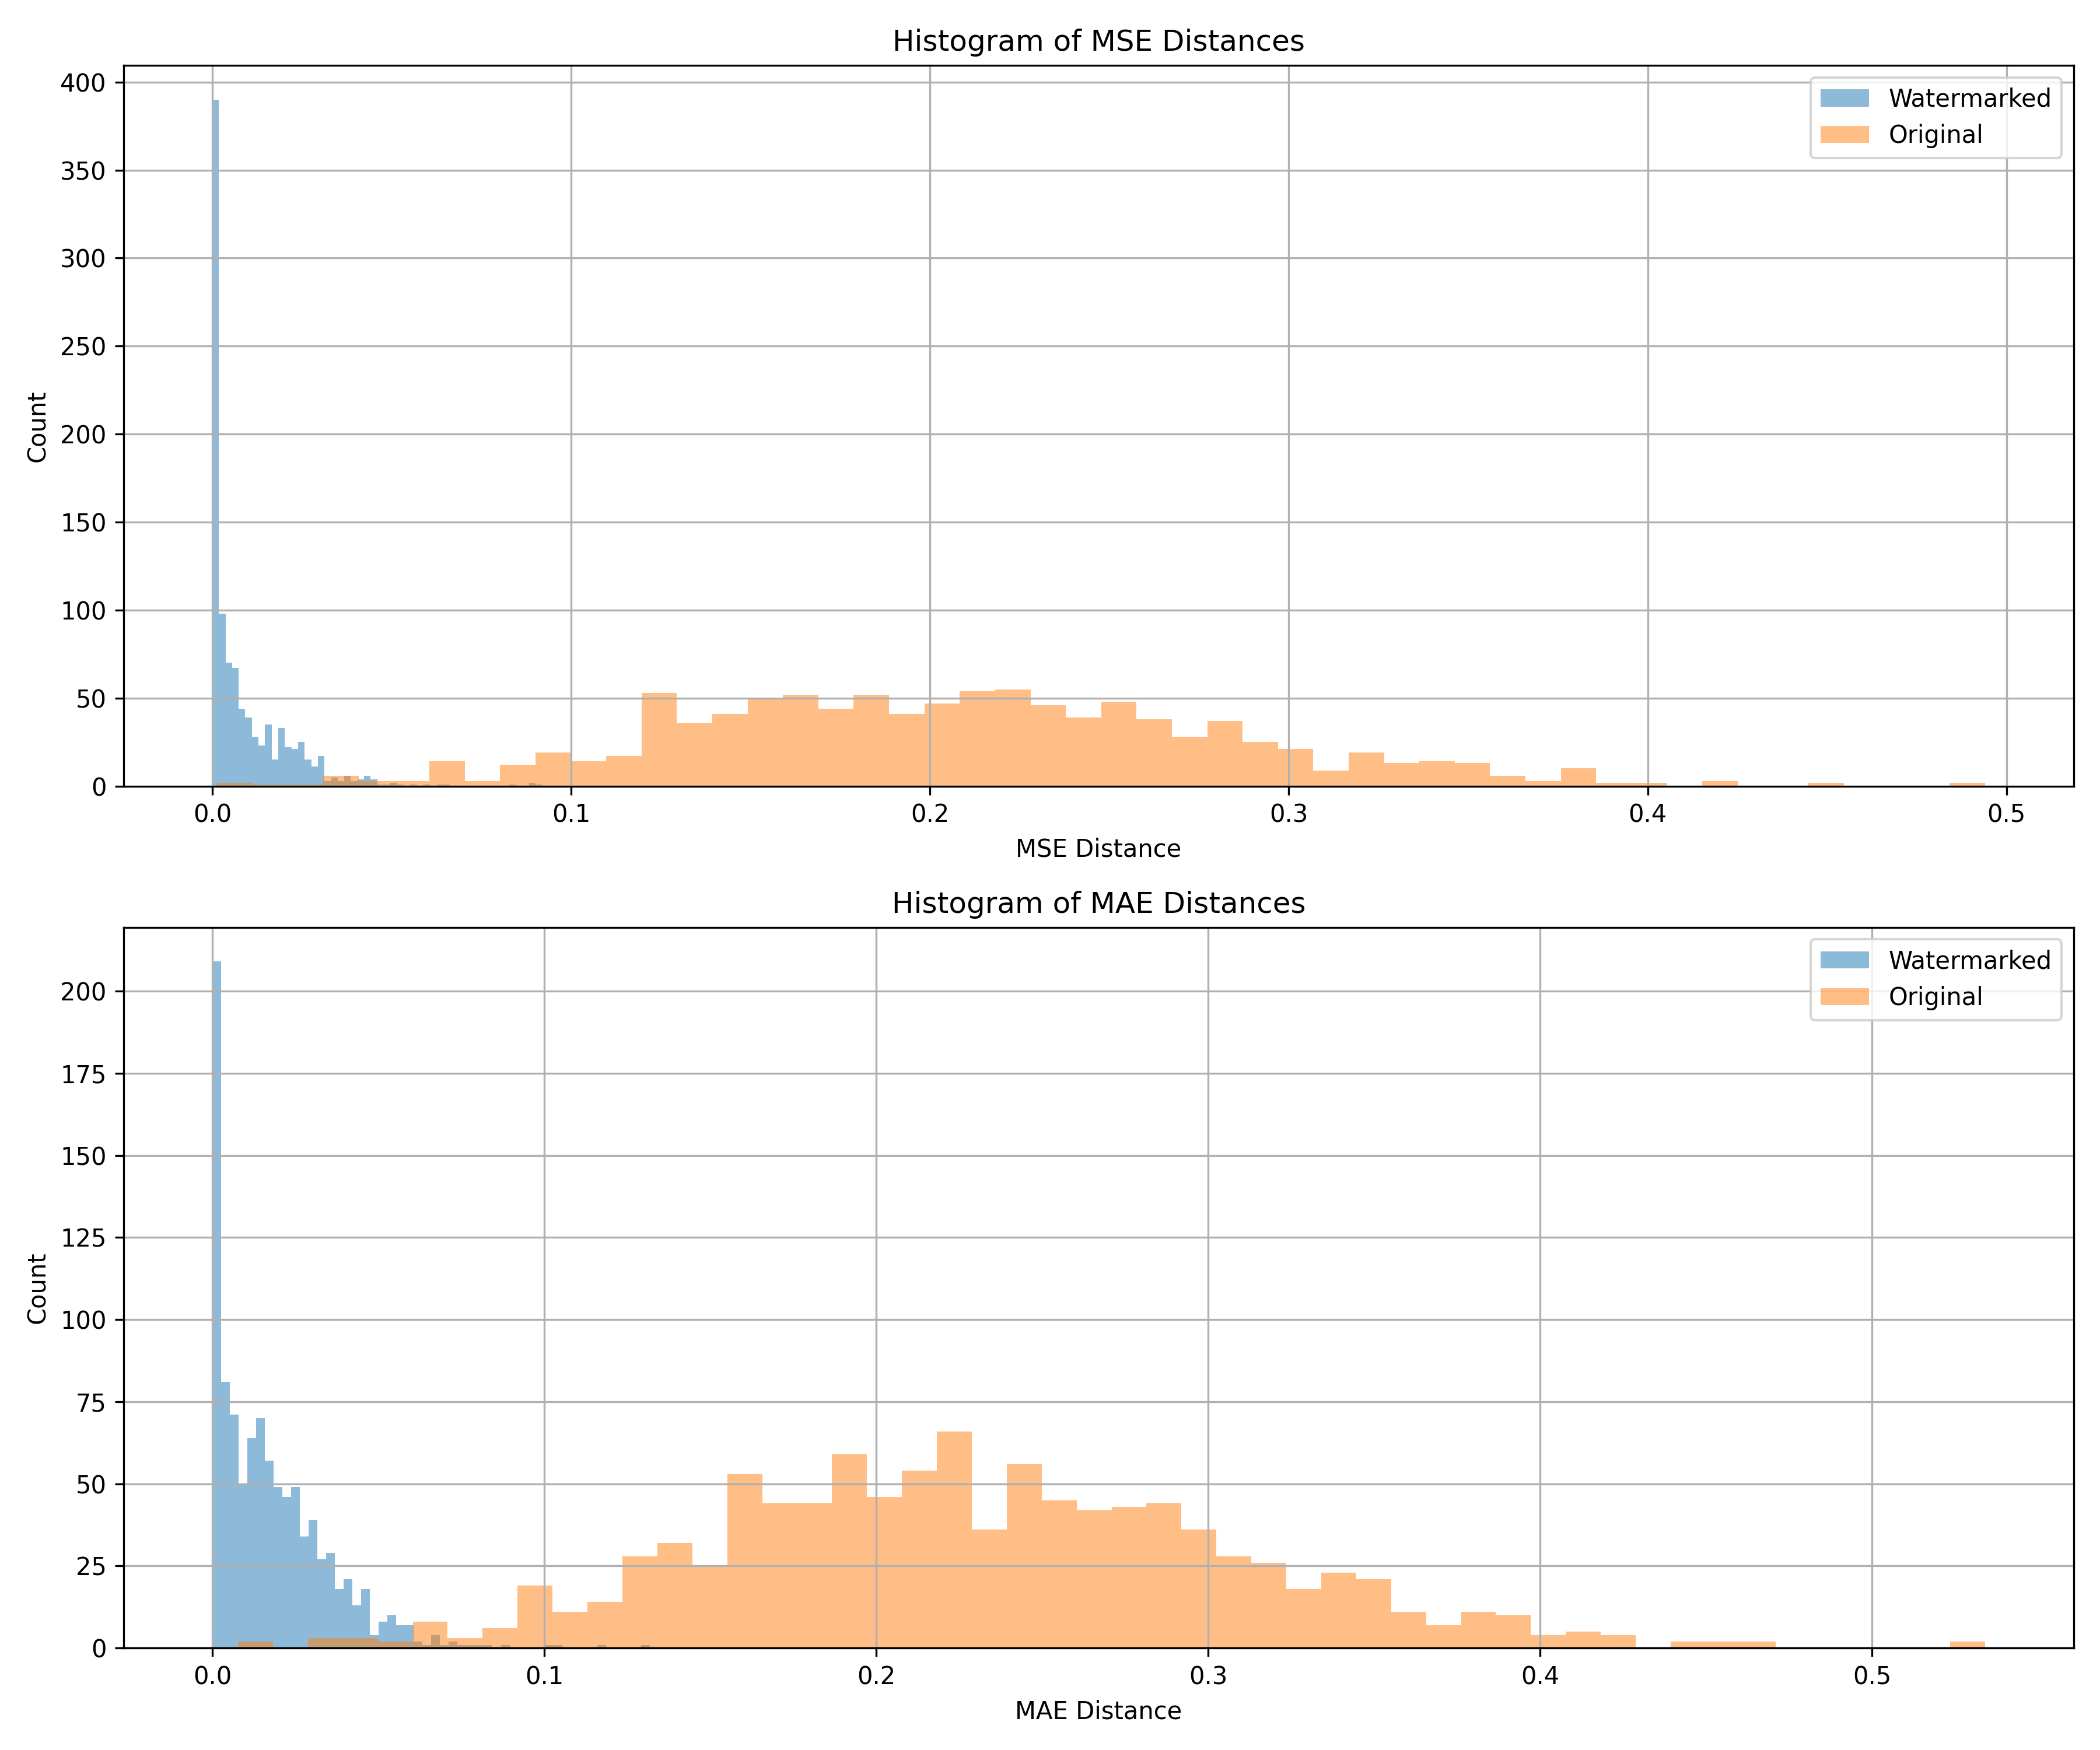 Histogram of MSE Distances
400
350
300
250
200
150
100
50
0
Count
Watermarked
Original
0.0 0.1 0.2 0.3 0.4 0.5
MSE Distance
Histogram of MAE Distances
200
175
150
125
100
75
50
25
0
Count
Watermarked
Original
0.0 0.1 0.2 0.3 0.4 0.5
MAE Distance